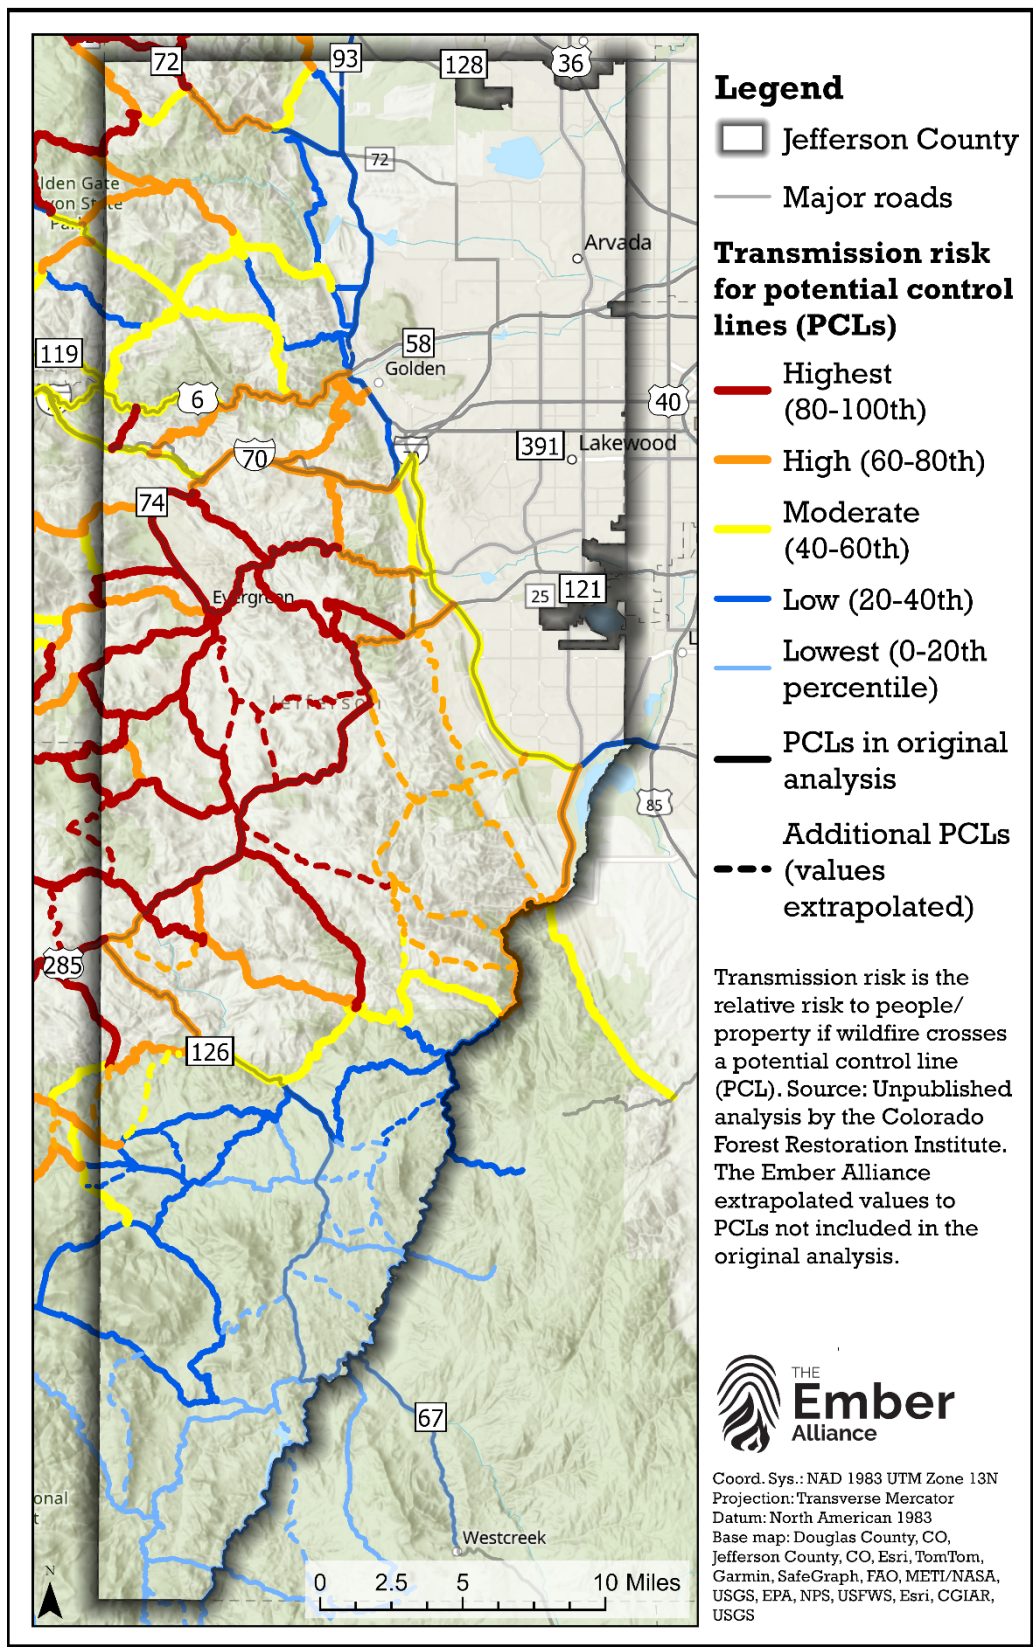 72
93
128
36
72
lden Gate
yon State
Park
Arvada
119
58
Golden
6
40
391
Lakewood
70
74
25
121
Evergreen
L
Jefferson
85
285
126
67
onal
t
Westcreek
N
0 2.5 5 10 Miles
Legend
Jefferson County
Major roads
Transmission risk
for potential control
lines (PCLs)
Highest
(80-100th)
High (60-80th)
Moderate
(40-60th)
Low (20-40th)
Lowest (0-20th
percentile)
PCLs in original
analysis
Additional PCLs
(values
extrapolated)
Transmission risk is the
relative risk to people/
property if wildfire crosses
a potential control line
(PCL). Source: Unpublished
analysis by the Colorado
Forest Restoration Institute.
The Ember Alliance
extrapolated values to
PCLs not included in the
original analysis.
THE
Ember
Alliance
Coord. Sys.: NAD 1983 UTM Zone 13N
Projection: Transverse Mercator
Datum: North American 1983
Base map: Douglas County, CO,
Jefferson County, CO, Esri, TomTom,
Garmin, SafeGraph, FAO, METI/NASA,
USGS, EPA, NPS, USFWS, Esri, CGIAR,
USGS